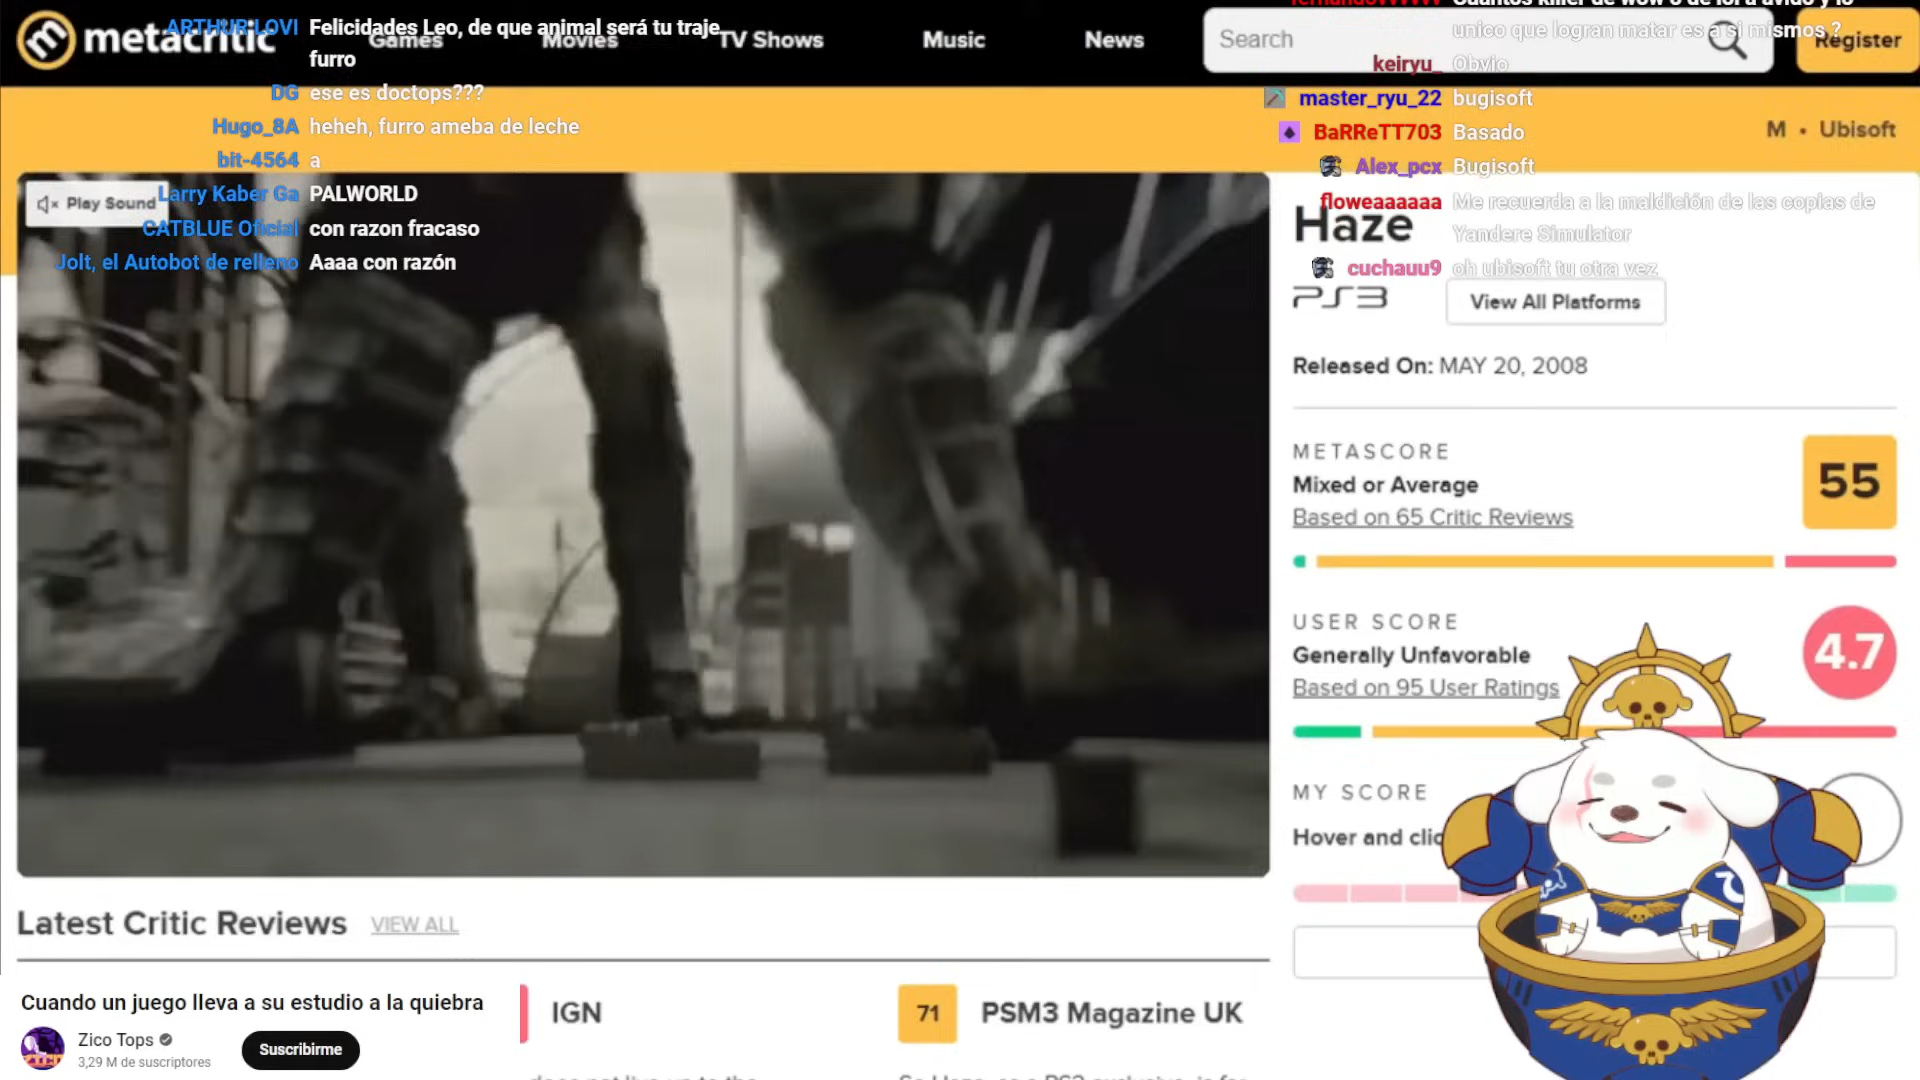 metacritic
Games
Movies
TV Shows
Music
News
Search
Register
ARTHUR LOVI Felicidades Leo, de que animal será tu traje
furro
DG ese es doctops???
Hugo_8A heheh, furro ameba de leche
bit-4564 a
Larry Kaber Ga PALWORLD
CATBLUE Oficial con razon fracaso
Jolt, el Autobot de relleno Aaaa con razón
unico que logran matar es a si mismos ?
keiryu_ Obvio
master_ryu_22 bugisoft
BaRReTT703 Basado
Alex_pcx Bugisoft
floweaaaaaa Me recuerda a la maldición de las copias de
Yandere Simulator
cuchauu9 oh ubisoft tu otra vez
M • Ubisoft
Play Sound
Haze
PS3
View All Platforms
Released On: MAY 20, 2008
METASCORE
Mixed or Average
Based on 65 Critic Reviews
55
USER SCORE
Generally Unfavorable
Based on 95 User Ratings
4.7
MY SCORE
Hover and clic
Latest Critic Reviews
VIEW ALL
IGN
71
PSM3 Magazine UK
Cuando un juego lleva a su estudio a la quiebra
Zico Tops
3,29 M de suscriptores
Suscribirme